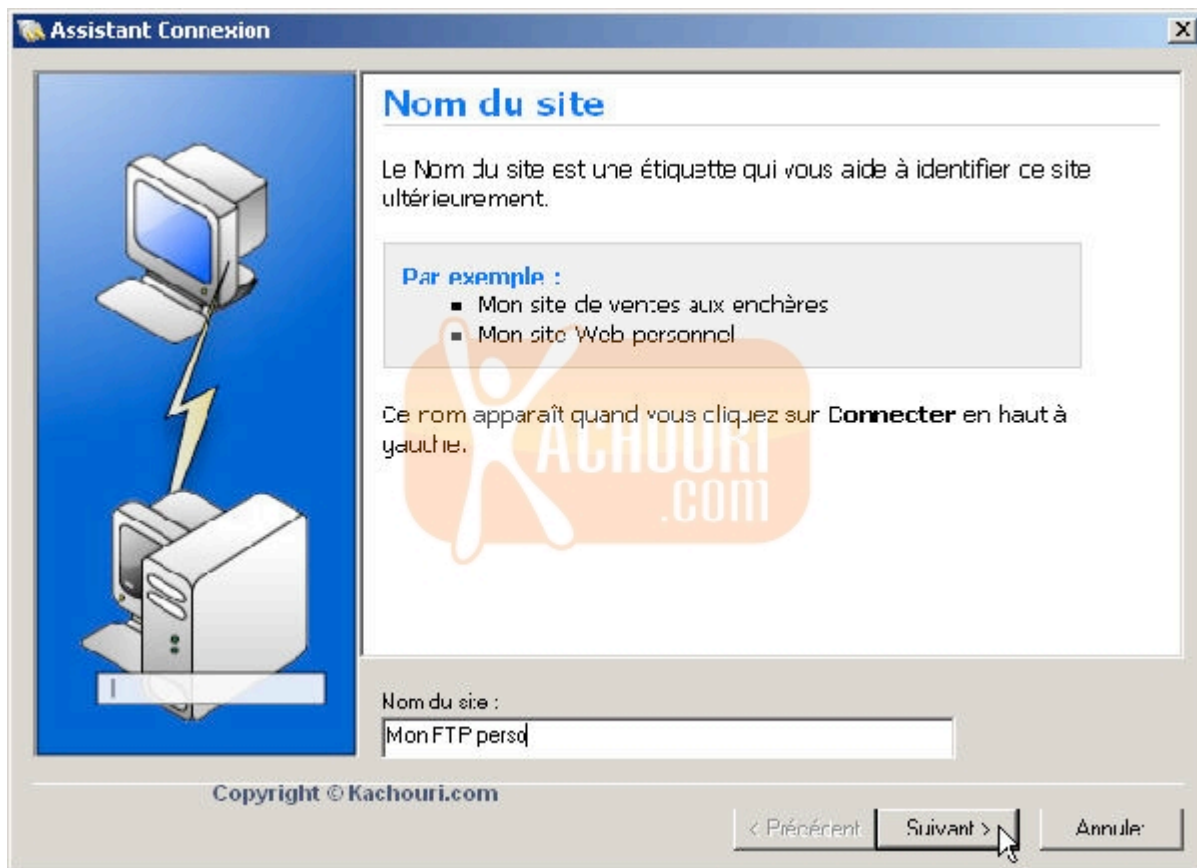 Assistant Connexion
Nom du site
Le Nom du site est une étiquette qui vous aide à identifier ce site
ultérieurement.
Par exemple :
Mon site de ventes aux enchères
Mon site Web personnel
Ce nom apparaît quand vous cliquez sur Connecter en haut à
gauche.
KACHOURI
.com
Nom du site :
Mon FTP perso
Copyright © Kachouri.com
< Précédent
Suivant >
Annuler